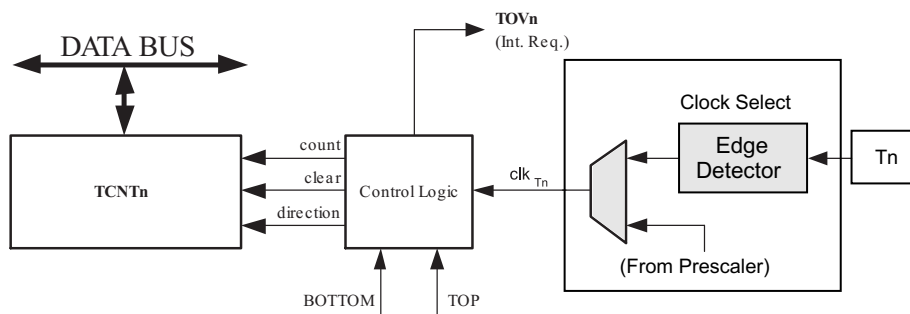 TOVn
(Int. Req.)
DATA BUS
Clock Select
TCNTn
count
clear
direction
Control Logic
clk Tn
Edge
Detector
Tn
(From Prescaler)
BOTTOM
TOP